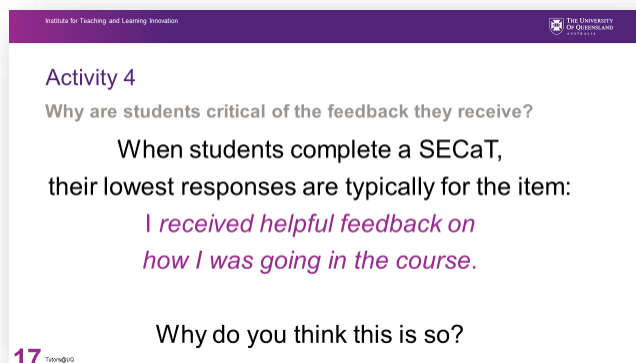 Institute for Teaching and Learning Innovation
THE UNIVERSITY
OF QUEENSLAND
AUSTRALIA
Activity 4
Why are students critical of the feedback they receive?
When students complete a SECaT,
their lowest responses are typically for the item:
I received helpful feedback on
how I was going in the course.
Why do you think this is so?
17 Tutors@UQ